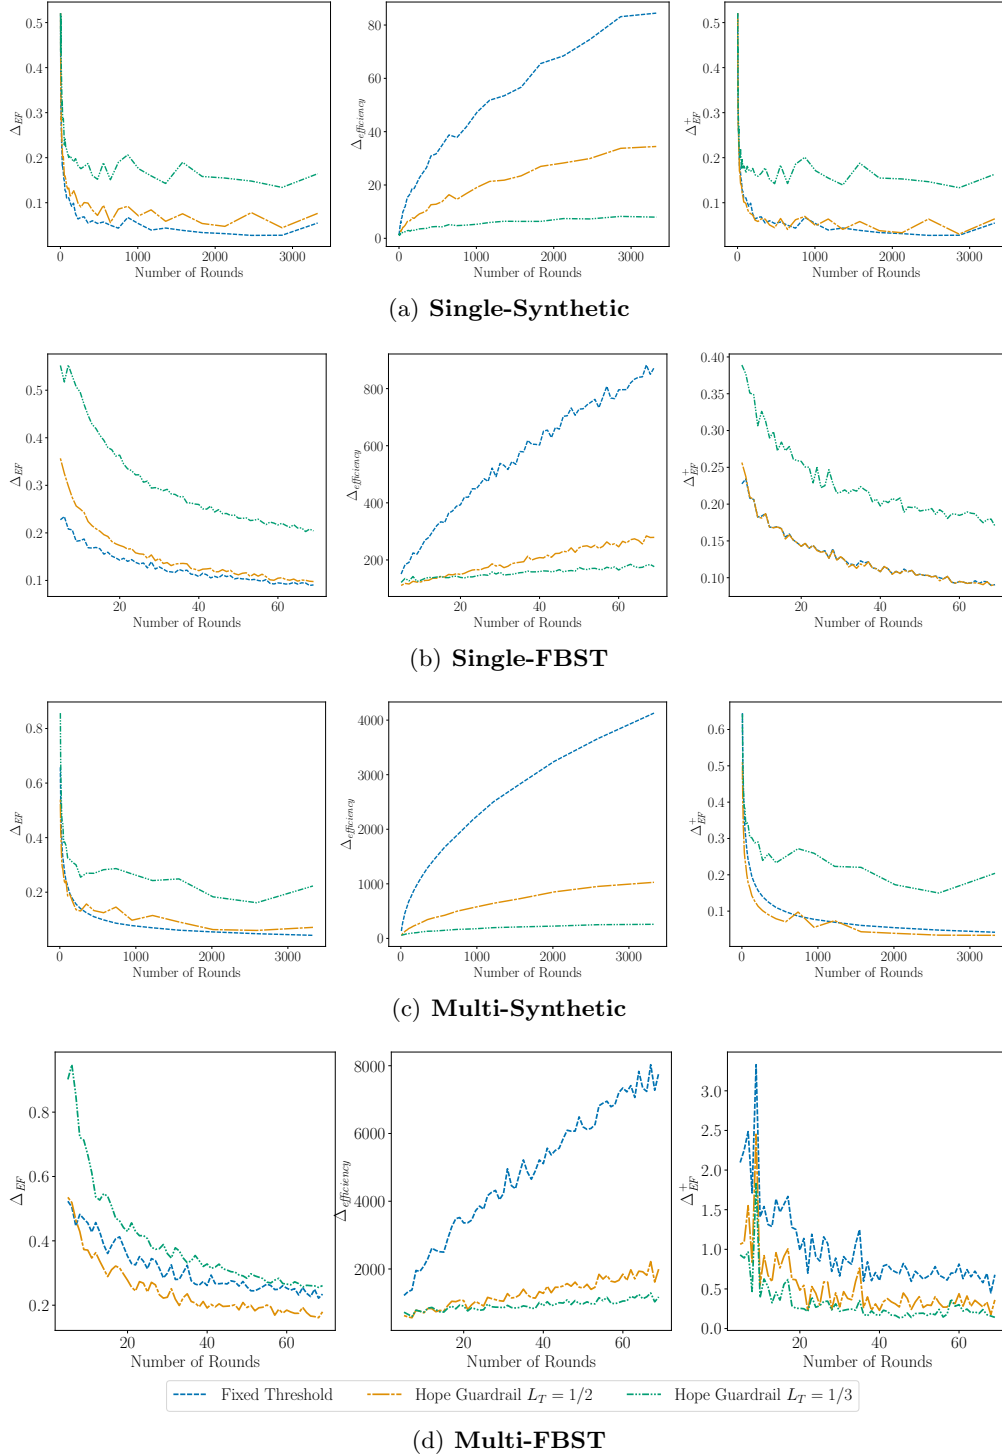 0.5
0.4
0.3
0.2
0.1
Δ_EF
0 1000 2000 3000
Number of Rounds
80
60
40
20
0
Δ_efficiency
0 1000 2000 3000
Number of Rounds
0.5
0.4
0.3
0.2
0.1
Δ⁺_EF
0 1000 2000 3000
Number of Rounds
(a) Single-Synthetic
0.5
0.4
0.3
0.2
0.1
Δ_EF
20 40 60
Number of Rounds
800
600
400
200
Δ_efficiency
20 40 60
Number of Rounds
0.40
0.35
0.30
0.25
0.20
0.15
0.10
Δ⁺_EF
20 40 60
Number of Rounds
(b) Single-FBST
0.8
0.6
0.4
0.2
Δ_EF
0 1000 2000 3000
Number of Rounds
4000
3000
2000
1000
0
Δ_efficiency
0 1000 2000 3000
Number of Rounds
0.6
0.5
0.4
0.3
0.2
0.1
Δ⁺_EF
0 1000 2000 3000
Number of Rounds
(c) Multi-Synthetic
0.8
0.6
0.4
0.2
Δ_EF
20 40 60
Number of Rounds
8000
6000
4000
2000
Δ_efficiency
20 40 60
Number of Rounds
3.0
2.5
2.0
1.5
1.0
0.5
0.0
Δ⁺_EF
20 40 60
Number of Rounds
Fixed Threshold Hope Guardrail L_T = 1/2 Hope Guardrail L_T = 1/3
(d) Multi-FBST